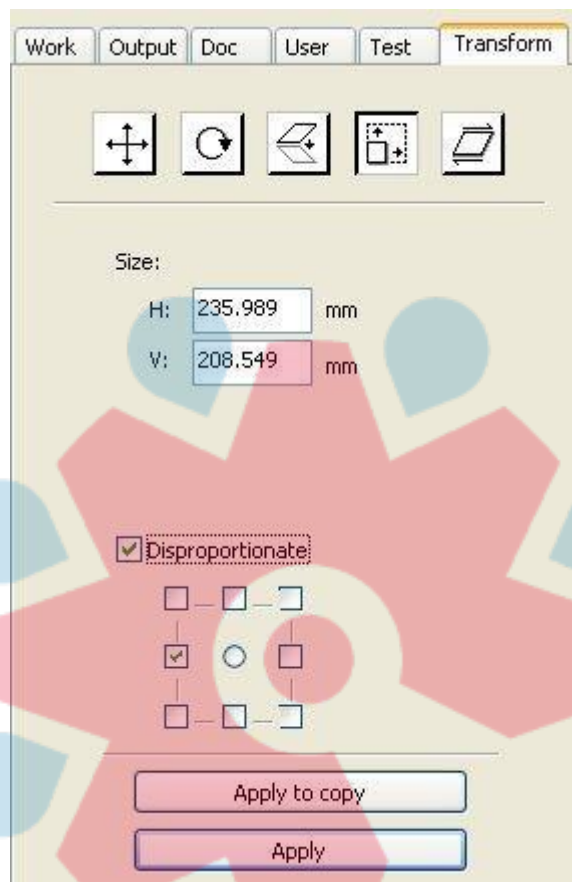 Work Output Doc User Test Transform
Size:
H: 235.989 mm
V: 208.549 mm
Disproportionate
Apply to copy
Apply